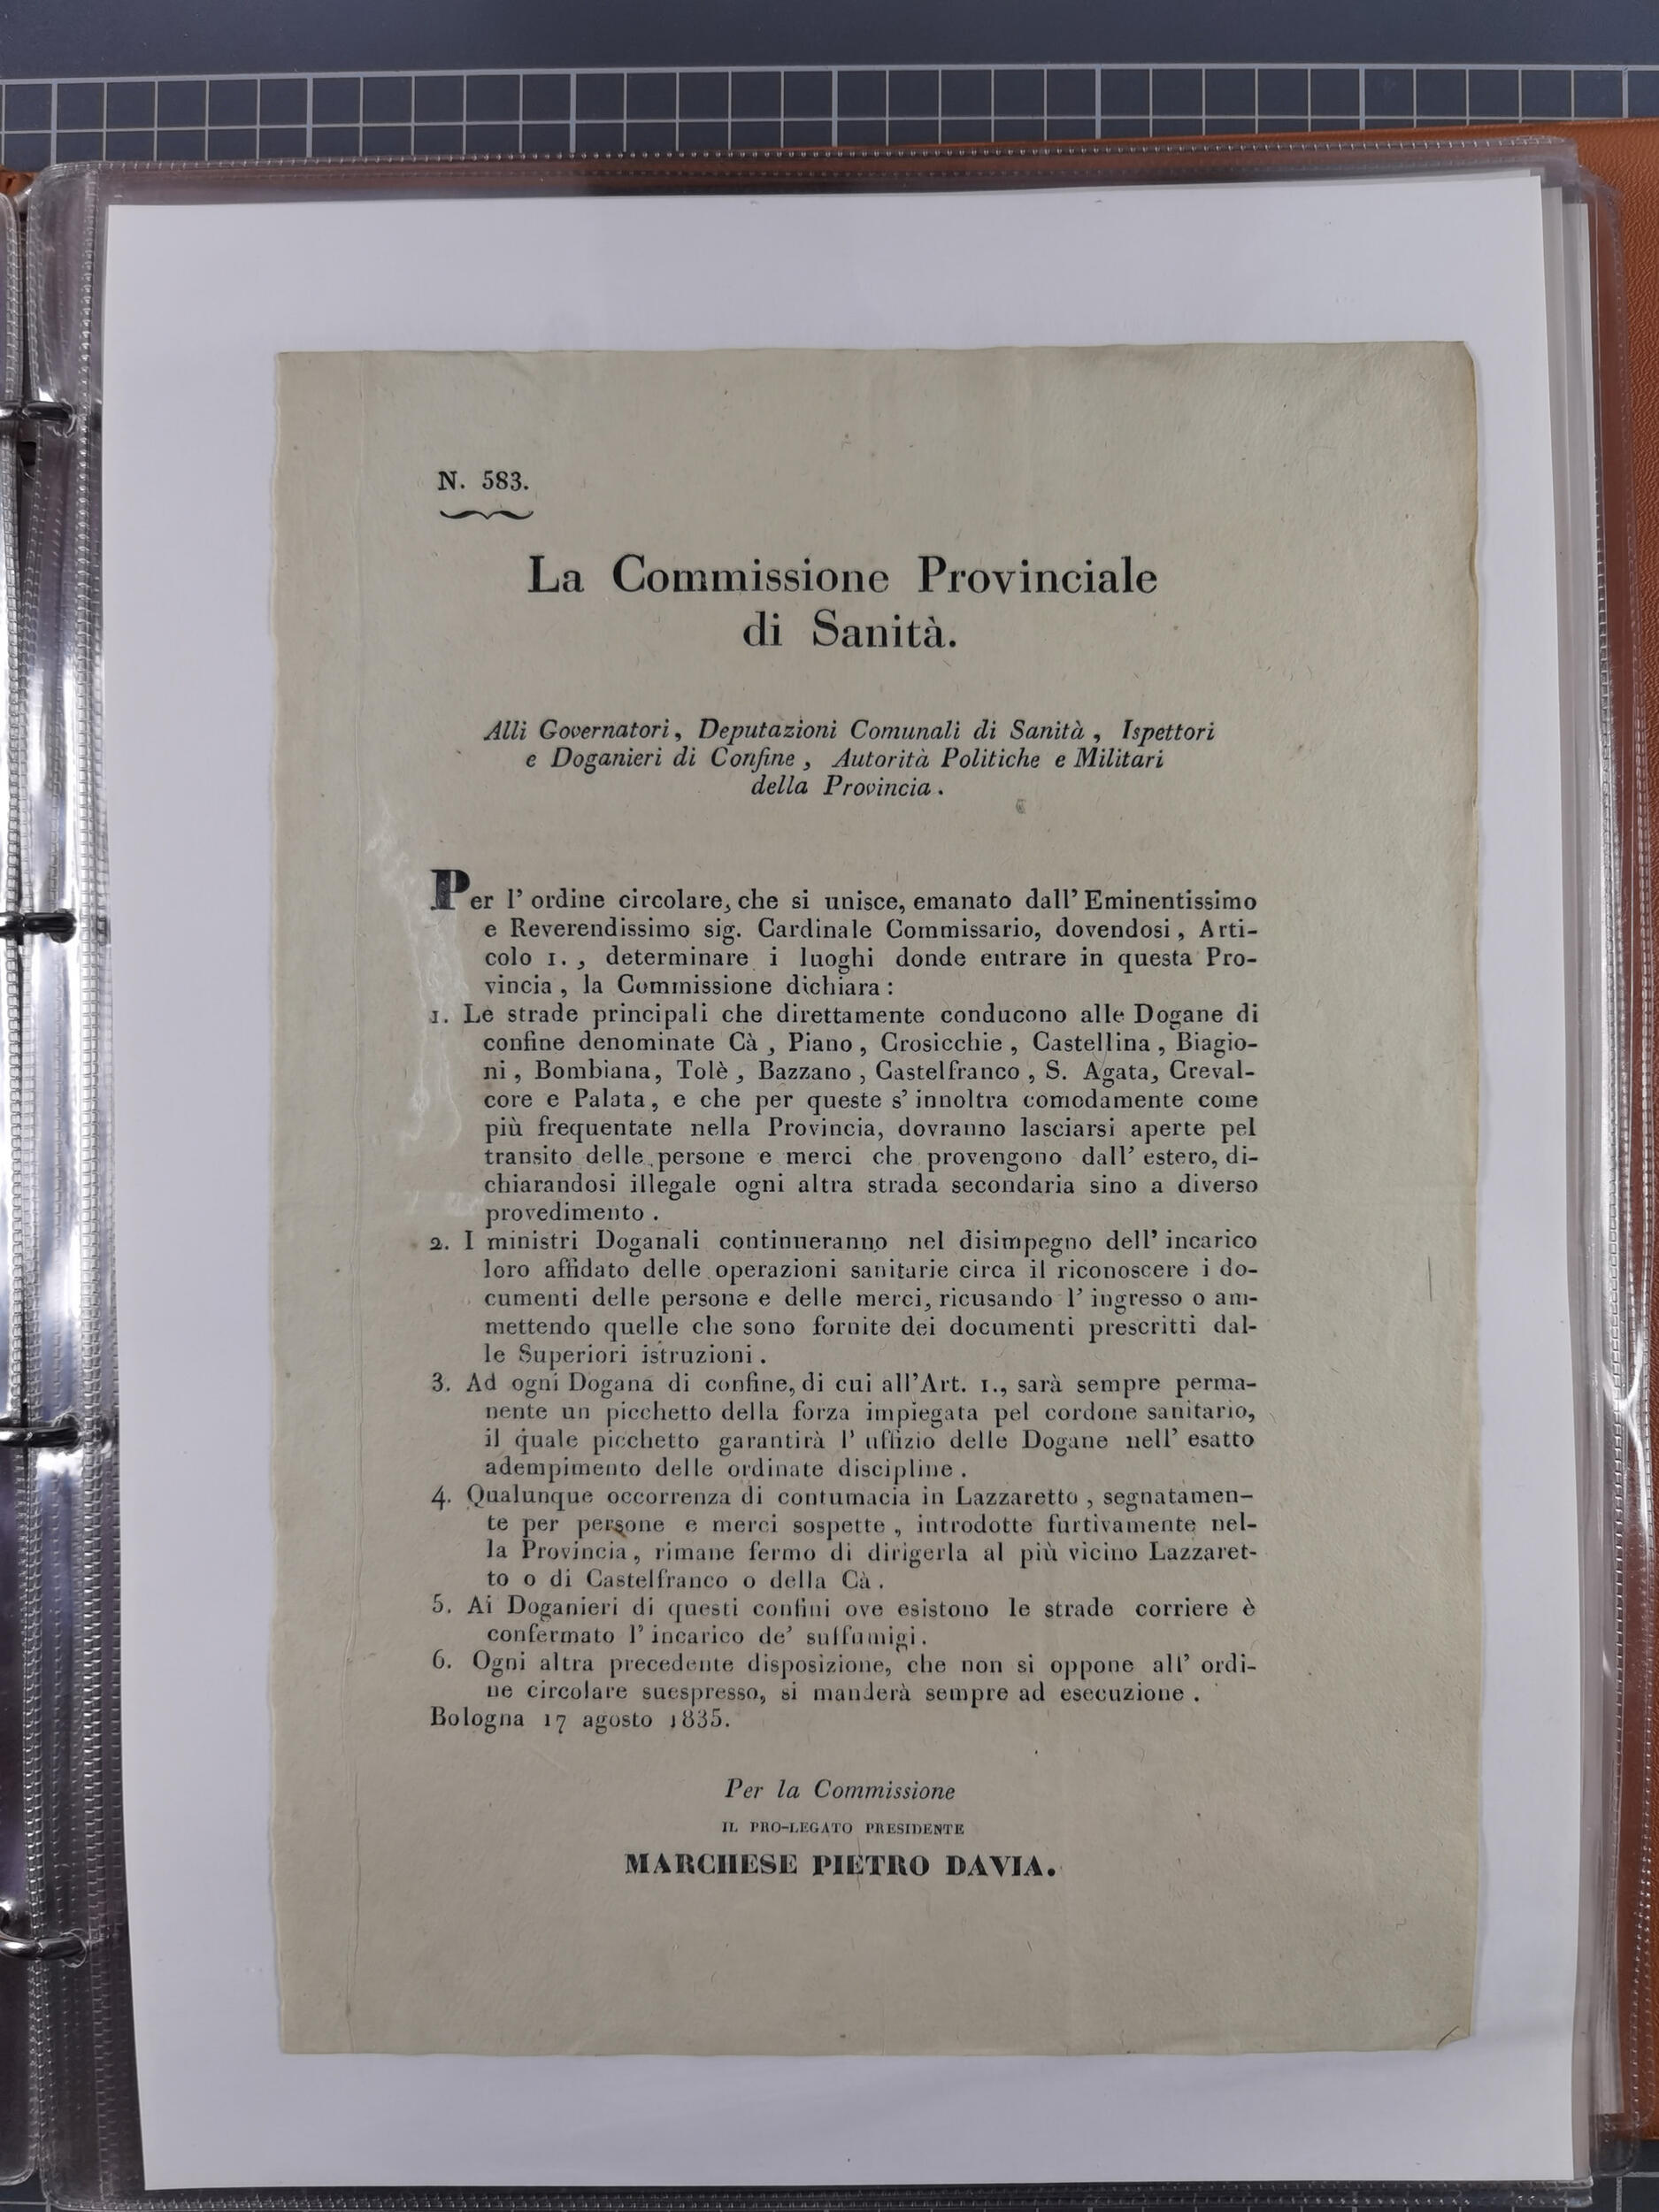 N. 583.
La Commissione Provinciale
di Sanità.
Alli Governatori, Deputazioni Comunali di Sanità, Ispettori
e Doganieri di Confine, Autorità Politiche e Militari
della Provincia.
Per l' ordine circolare, che si unisce, emanato dall' Eminentissimo
e Reverendissimo sig. Cardinale Commissario, dovendosi, Arti-
colo 1., determinare i luoghi donde entrare in questa Pro-
vincia, la Commissione dichiara:
1. Le strade principali che direttamente conducono alle Dogane di
confine denominate Cà, Piano, Crosicchie, Castellina, Biagio-
ni, Bombiana, Tolè, Bazzano, Castelfranco, S. Agata, Creval-
core e Palata, e che per queste s' innoltra comodamente come
più frequentate nella Provincia, dovranno lasciarsi aperte pel
transito delle persone e merci che provengono dall' estero, di-
chiarandosi illegale ogni altra strada secondaria sino a diverso
provedimento.
2. I ministri Doganali continueranno nel disimpegno dell' incarico
loro affidato delle operazioni sanitarie circa il riconoscere i do-
cumenti delle persone e delle merci, ricusando l' ingresso o am-
mettendo quelle che sono fornite dei documenti prescritti dal-
le Superiori istruzioni.
3. Ad ogni Dogana di confine, di cui all'Art. 1., sarà sempre perma-
nente un picchetto della forza impiegata pel cordone sanitario,
il quale picchetto garantirà l' uffizio delle Dogane nell' esatto
adempimento delle ordinate discipline.
4. Qualunque occorrenza di contumacia in Lazzaretto, segnatamen-
te per persone e merci sospette, introdotte furtivamente nel-
la Provincia, rimane fermo di dirigerla al più vicino Lazzaret-
to o di Castelfranco o della Cà.
5. Ai Doganieri di questi confini ove esistono le strade corriere è
confermato l' incarico de' suffumigi.
6. Ogni altra precedente disposizione, che non si oppone all' ordi-
ne circolare suespresso, si manderà sempre ad esecuzione.
Bologna 17 agosto 1835.
Per la Commissione
IL PRO-LEGATO PRESIDENTE
MARCHESE PIETRO DAVIA.